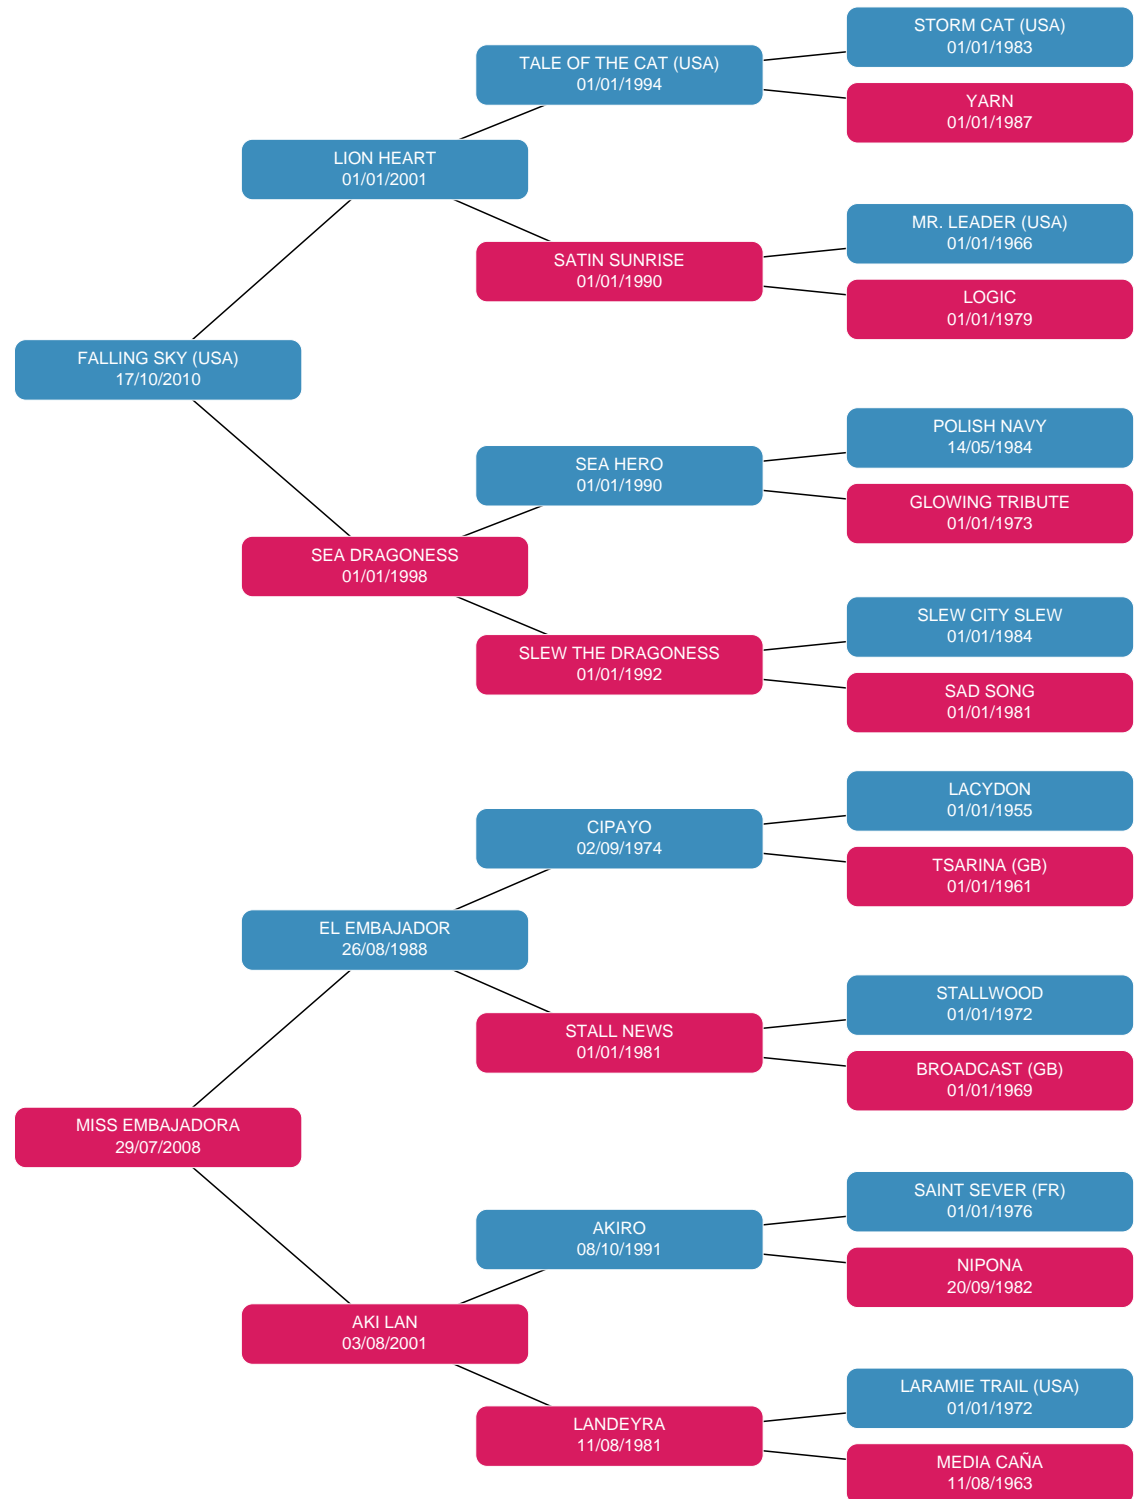 STORM CAT (USA)
01/01/1983
TALE OF THE CAT (USA)
01/01/1994
YARN
01/01/1987
LION HEART
01/01/2001
MR. LEADER (USA)
01/01/1966
SATIN SUNRISE
01/01/1990
LOGIC
01/01/1979
FALLING SKY (USA)
17/10/2010
POLISH NAVY
14/05/1984
SEA HERO
01/01/1990
GLOWING TRIBUTE
01/01/1973
SEA DRAGONESS
01/01/1998
SLEW CITY SLEW
01/01/1984
SLEW THE DRAGONESS
01/01/1992
SAD SONG
01/01/1981
LACYDON
01/01/1955
CIPAYO
02/09/1974
TSARINA (GB)
01/01/1961
EL EMBAJADOR
26/08/1988
STALLWOOD
01/01/1972
STALL NEWS
01/01/1981
BROADCAST (GB)
01/01/1969
MISS EMBAJADORA
29/07/2008
SAINT SEVER (FR)
01/01/1976
AKIRO
08/10/1991
NIPONA
20/09/1982
AKI LAN
03/08/2001
LARAMIE TRAIL (USA)
01/01/1972
LANDEYRA
11/08/1981
MEDIA CAÑA
11/08/1963